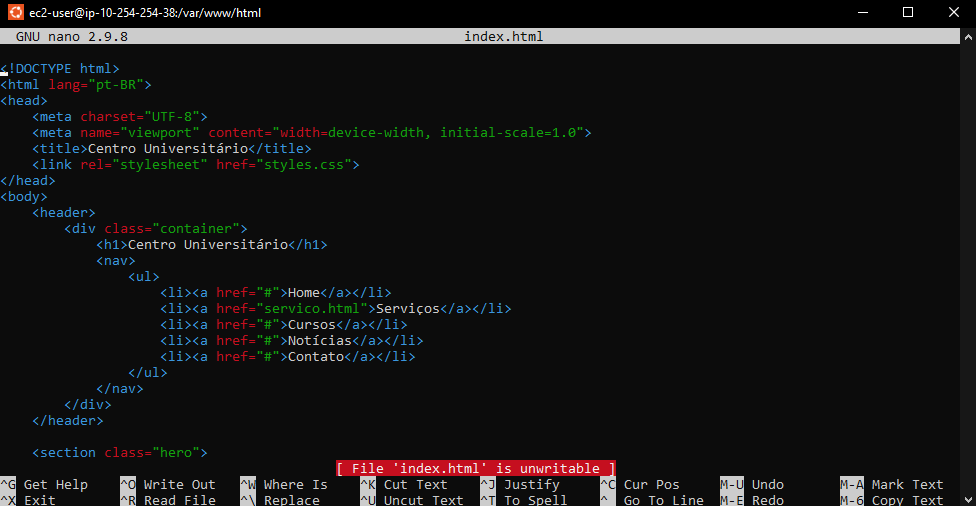 ec2-user@ip-10-254-254-38:/var/www/html
GNU nano 2.9.8 index.html
<!DOCTYPE html>
<html lang="pt-BR">
<head>
    <meta charset="UTF-8">
    <meta name="viewport" content="width=device-width, initial-scale=1.0">
    <title>Centro Universitário</title>
    <link rel="stylesheet" href="styles.css">
</head>
<body>
    <header>
        <div class="container">
            <h1>Centro Universitário</h1>
            <nav>
                <ul>
                    <li><a href="#">Home</a></li>
                    <li><a href="servico.html">Serviços</a></li>
                    <li><a href="#">Cursos</a></li>
                    <li><a href="#">Notícias</a></li>
                    <li><a href="#">Contato</a></li>
                </ul>
            </nav>
        </div>
    </header>
    <section class="hero">
[ File 'index.html' is unwritable ]
^G Get Help ^O Write Out ^W Where Is ^K Cut Text ^J Justify ^C Cur Pos M-U Undo M-A Mark Text
^X Exit ^R Read File ^\ Replace ^U Uncut Text ^T To Spell ^_ Go To Line M-E Redo M-6 Copy Text